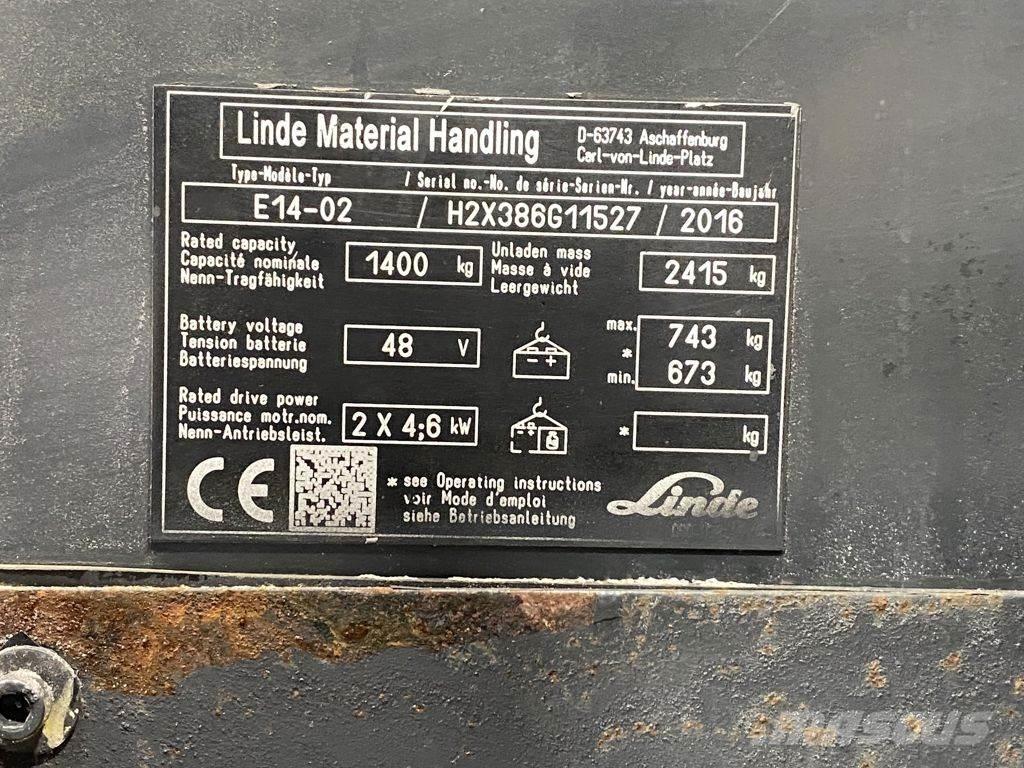 Linde Material Handling
D-63743 Aschaffenburg
Carl-von-Linde-Platz
Type-Modèle-Typ / Serial no.-No. de série-Serien-Nr. / year-année-Baujahr
E14-02 / H2X386G11527 / 2016
Rated capacity
Capacité nominale
Nenn-Tragfähigkeit
1400 kg
Unladen mass
Masse à vide
Leergewicht
2415 kg
Battery voltage
Tension batterie
Batteriespannung
48 V
- +
max. 743 kg
*
min. 673 kg
Rated drive power
Puissance motr.nom.
Nenn-Antriebsleist.
2 X 4;6 kW
* kg
CE
* see Operating instructions
voir Mode d'emploi
siehe Betriebsanleitung
Linde
MASCUS